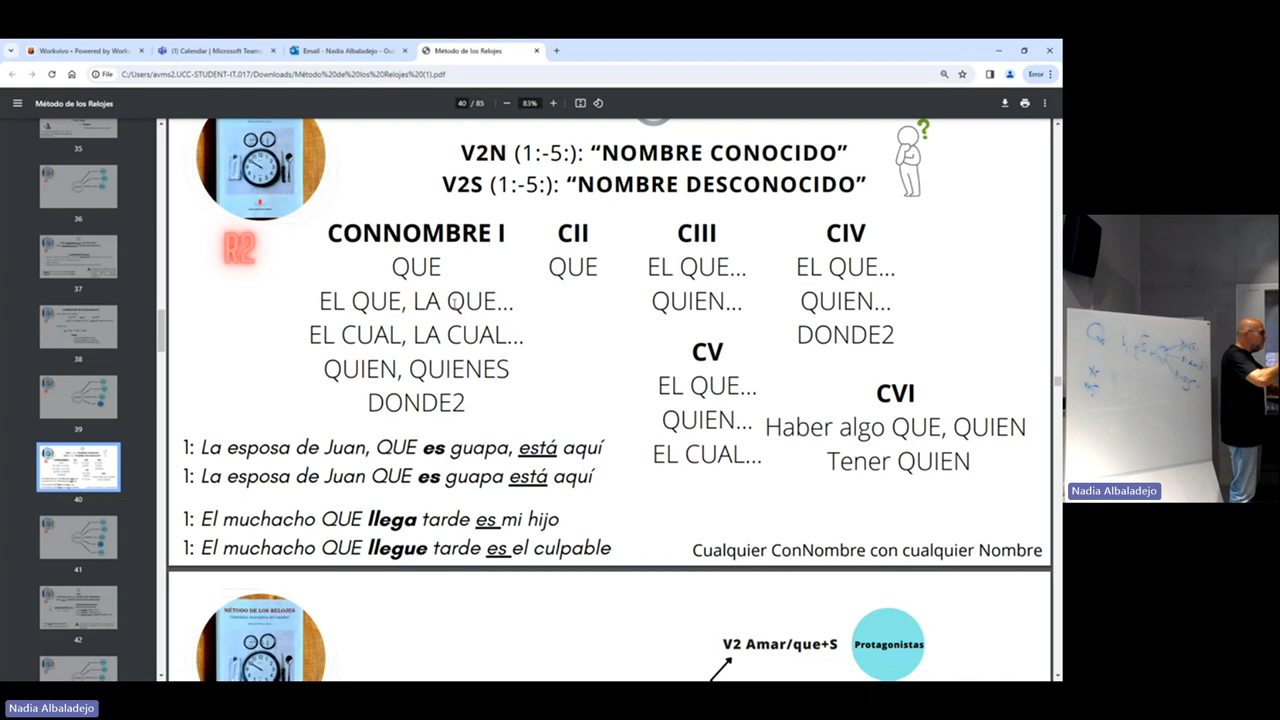 Workvivo • Powered by Work
(1) Calendar | Microsoft Teams
Email - Nadia Albaladejo - Ou
Método de los Relojes
File
C:/Users/avms2.UCC-STUDENT-IT.017/Downloads/Método%20de%20los%20Relojes%20(1).pdf
Error
Método de los Relojes
40 / 85
83%
35
36
37
38
39
40
41
42
V2N (1:-5:): “NOMBRE CONOCIDO”
V2S (1:-5:): “NOMBRE DESCONOCIDO”
?
R2
CONNOMBRE I
QUE
EL QUE, LA QUE...
EL CUAL, LA CUAL...
QUIEN, QUIENES
DONDE2
CII
QUE
CIII
EL QUE...
QUIEN...
CIV
EL QUE...
QUIEN...
DONDE2
CV
EL QUE...
QUIEN...
EL CUAL...
CVI
Haber algo QUE, QUIEN
Tener QUIEN
1: La esposa de Juan, QUE es guapa, está aquí
1: La esposa de Juan QUE es guapa está aquí
1: El muchacho QUE llega tarde es mi hijo
1: El muchacho QUE llegue tarde es el culpable
Cualquier ConNombre con cualquier Nombre
MÉTODO DE LOS RELOJES
V2 Amar/que+S
Protagonistas
Nadia Albaladejo
Nadia Albaladejo